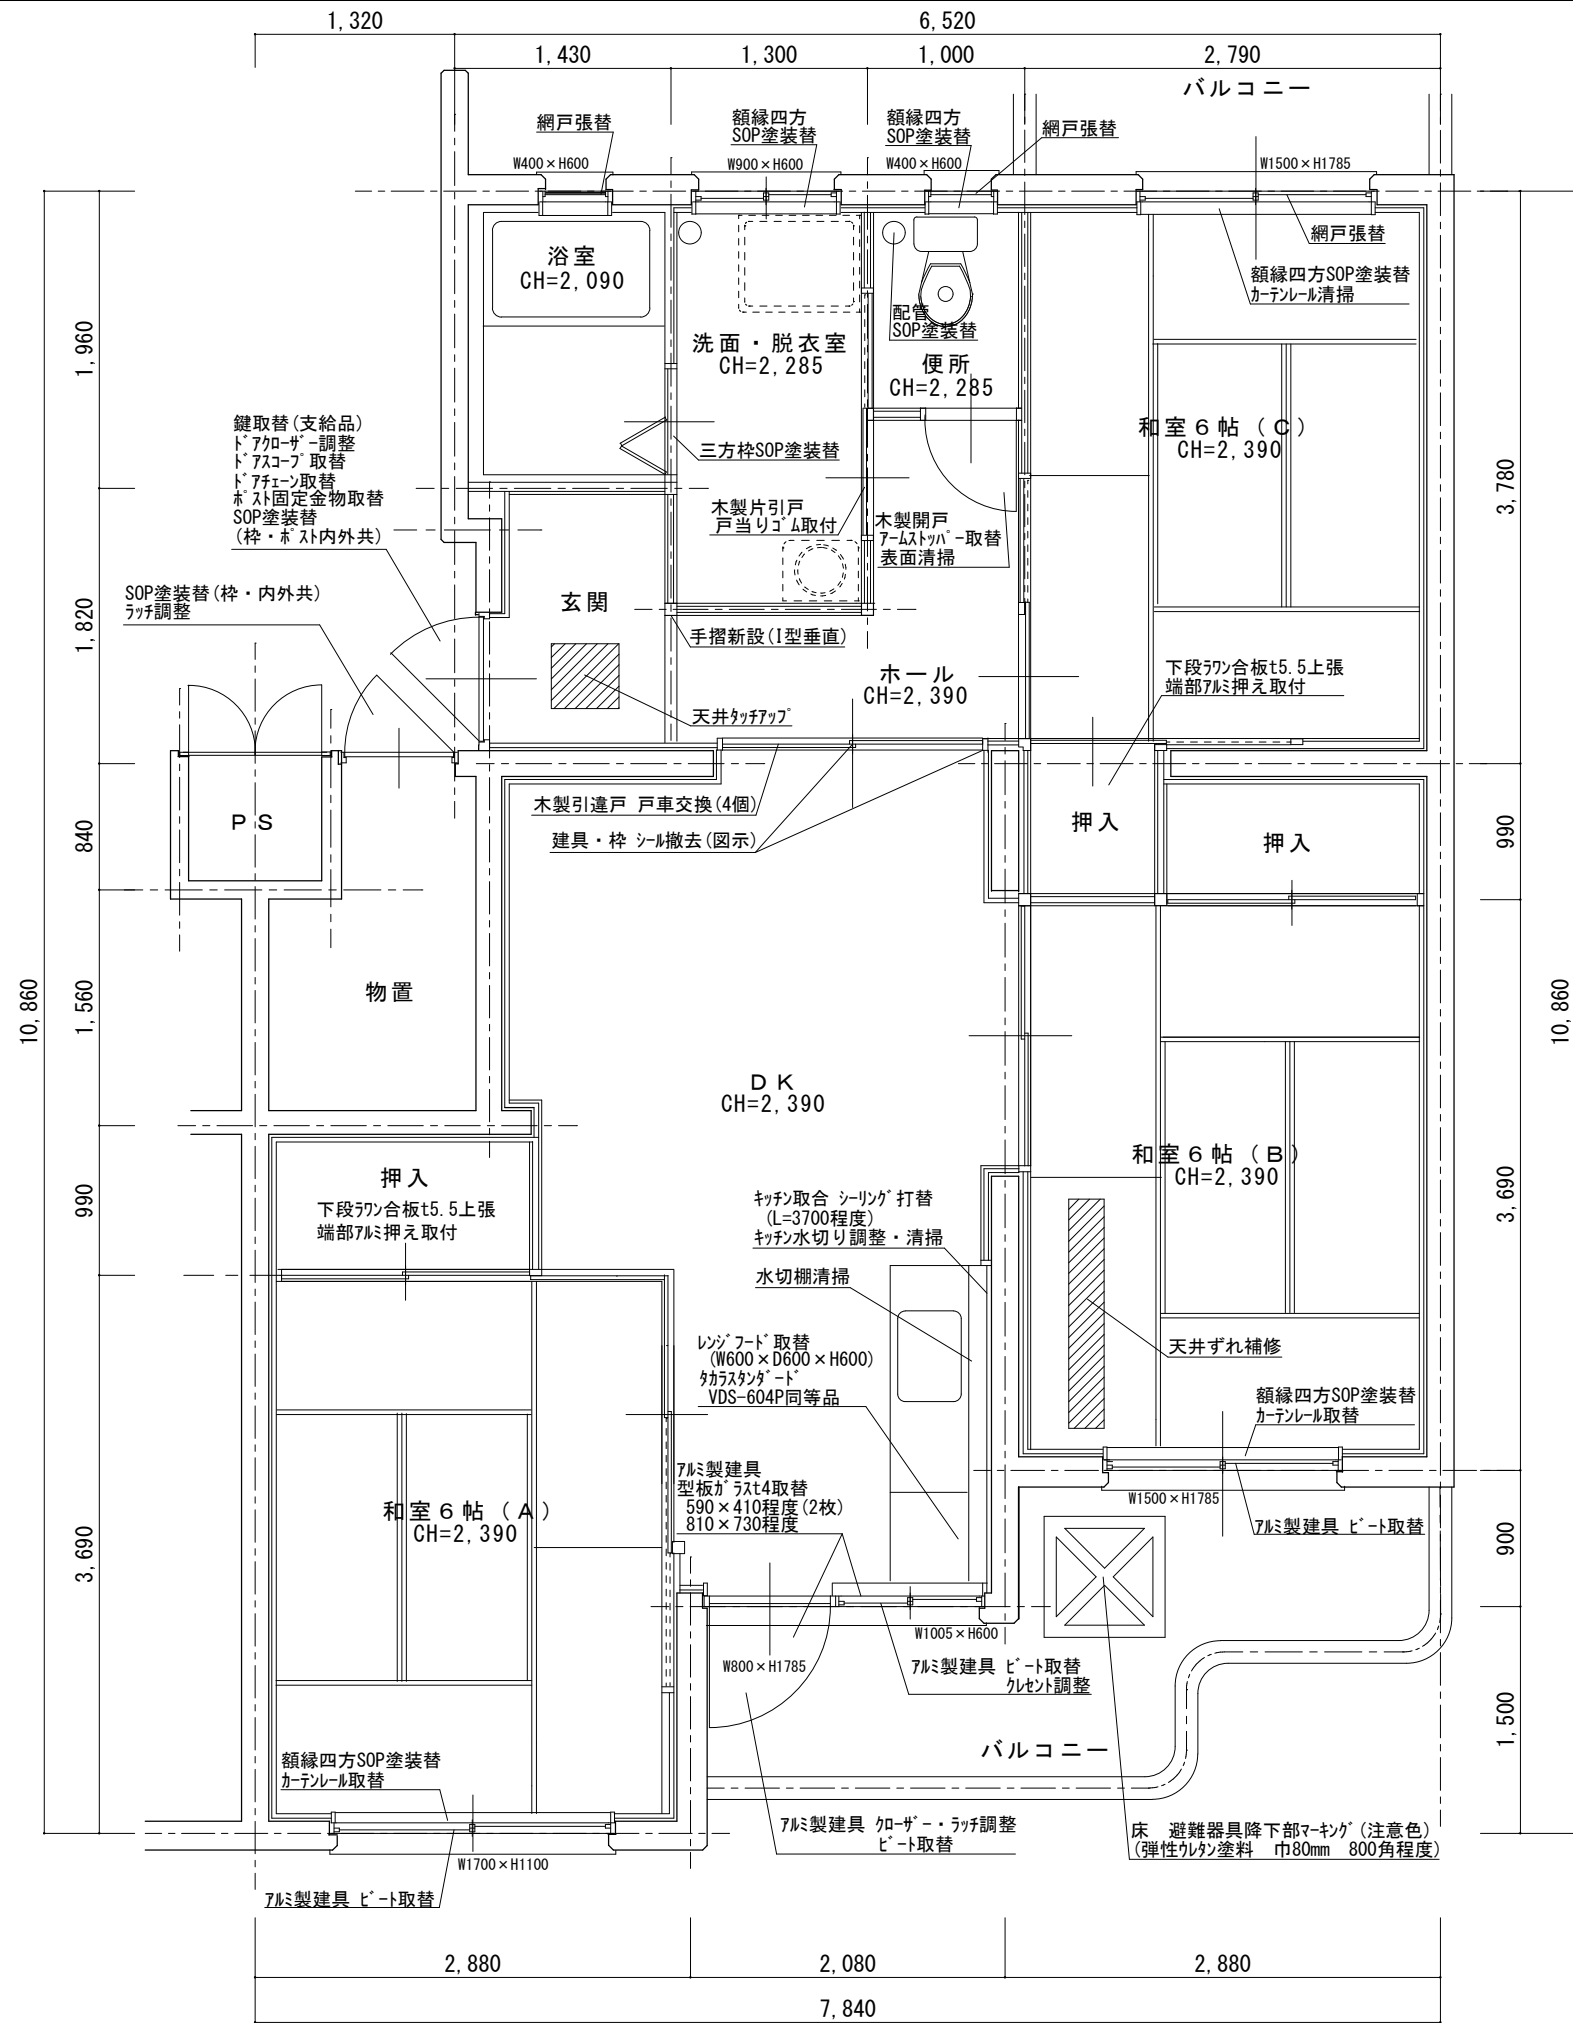 1,320
6,520
1,430
1,300
1,000
2,790
バルコニー
網戸張替
額縁四方
SOP塗装替
額縁四方
SOP塗装替
網戸張替
W400×H600
W900×H600
W400×H600
W1500×H1785
浴室
CH=2,090
網戸張替
額縁四方SOP塗装替
ｶｰﾃﾝﾚｰﾙ清掃
配管
SOP塗装替
洗面・脱衣室
CH=2,285
便所
CH=2,285
1,960
鍵取替(支給品)
ﾄﾞｱｸﾛｰｻﾞｰ調整
ﾄﾞｱｽｺｰﾌﾟ取替
ﾄﾞｱﾁｪｰﾝ取替
ﾎﾟｽﾄ固定金物取替
SOP塗装替
(枠・ﾎﾟｽﾄ内外共)
和室６帖（Ｃ）
CH=2,390
三方枠SOP塗装替
3,780
木製片引戸
戸当りｺﾞﾑ取付
木製開戸
ｱｰﾑｽﾄｯﾊﾟｰ取替
表面清掃
SOP塗装替(枠・内外共)
ﾗｯﾁ調整
1,820
玄関
手摺新設(I型垂直)
ホール
CH=2,390
下段ﾗﾜﾝ合板t5.5上張
端部ｱﾙﾐ押え取付
天井ﾀｯﾁｱｯﾌﾟ
木製引違戸 戸車交換(4個)
建具・枠 ｼｰﾙ撤去(図示)
ＰＳ
840
押入
押入
990
物置
1,560
10,860
10,860
ＤＫ
CH=2,390
和室６帖（Ｂ）
CH=2,390
押入
下段ﾗﾜﾝ合板t5.5上張
端部ｱﾙﾐ押え取付
990
3,690
ｷｯﾁﾝ取合 ｼｰﾘﾝｸﾞ打替
(L=3700程度)
ｷｯﾁﾝ水切り調整・清掃
水切棚清掃
ﾚﾝｼﾞﾌｰﾄﾞ取替
(W600×D600×H600)
ﾀｶﾗｽﾀﾝﾀﾞｰﾄﾞ
VDS-604P同等品
天井ずれ補修
額縁四方SOP塗装替
ｶｰﾃﾝﾚｰﾙ取替
ｱﾙﾐ製建具
型板ｶﾞﾗｽt4取替
590×410程度(2枚)
810×730程度
和室６帖（Ａ）
CH=2,390
3,690
W1500×H1785
ｱﾙﾐ製建具 ﾋﾞｰﾄ取替
900
W1005×H600
W800×H1785
ｱﾙﾐ製建具 ﾋﾞｰﾄ取替
ｸﾚｾﾝﾄ調整
1,500
バルコニー
額縁四方SOP塗装替
ｶｰﾃﾝﾚｰﾙ取替
ｱﾙﾐ製建具 ｸﾛｰｻﾞｰ・ﾗｯﾁ調整
ﾋﾞｰﾄ取替
床　避難器具降下部ﾏｰｷﾝｸﾞ(注意色)
(弾性ｳﾚﾀﾝ塗料　巾80mm　800角程度)
W1700×H1100
ｱﾙﾐ製建具 ﾋﾞｰﾄ取替
2,880
2,080
2,880
7,840